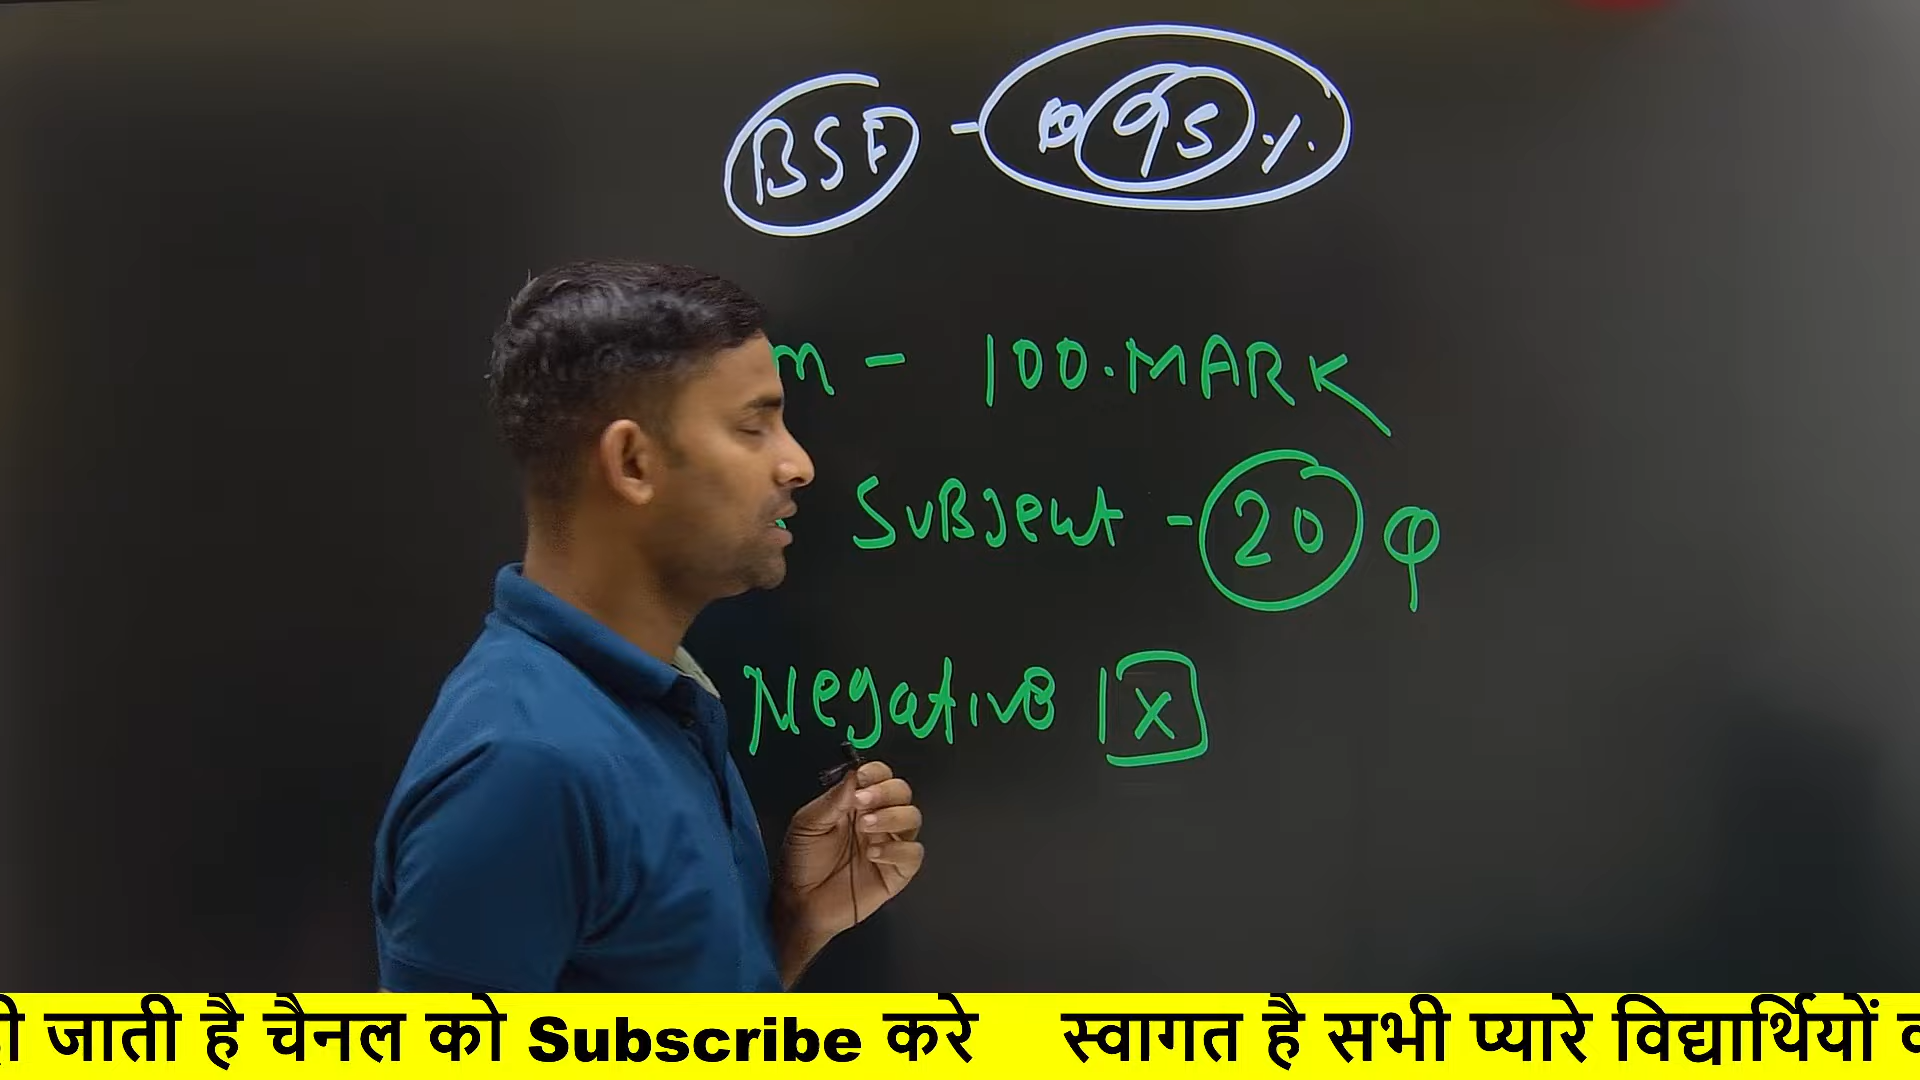 BSF - 95%
100.MARK
Subject - 20 Q
Negative | X
जाती है चैनल को Subscribe करे स्वागत है सभी प्यारे विद्यार्थियों